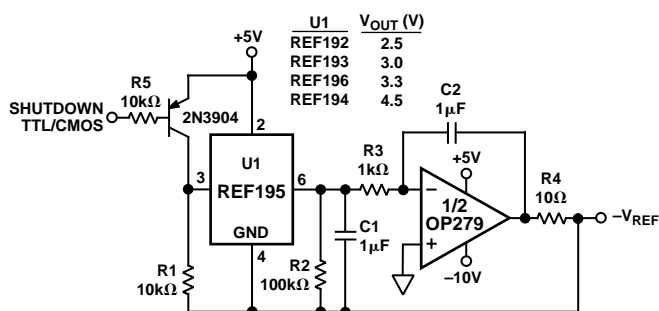 U1 VOUT (V)
REF192 2.5
REF193 3.0
REF196 3.3
REF194 4.5
+5V
R5
10kΩ
2N3904
SHUTDOWN
TTL/CMOS
2
U1
REF195
GND
3
6
4
R1
10kΩ
R2
100kΩ
C1
1µF
R3
1kΩ
C2
1µF
+5V
–
1/2
OP279
+
–10V
R4
10Ω
–VREF